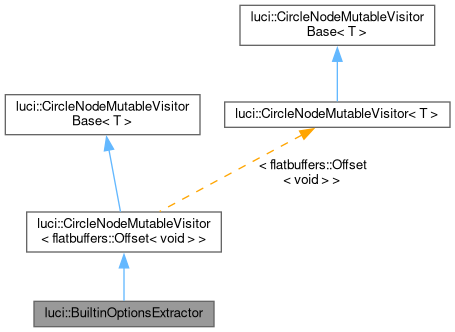 luci::CircleNodeMutableVisitor
Base< T >
luci::CircleNodeMutableVisitor
Base< T >
luci::CircleNodeMutableVisitor< T >
< flatbuffers::Offset
< void > >
luci::CircleNodeMutableVisitor
< flatbuffers::Offset< void > >
luci::BuiltinOptionsExtractor